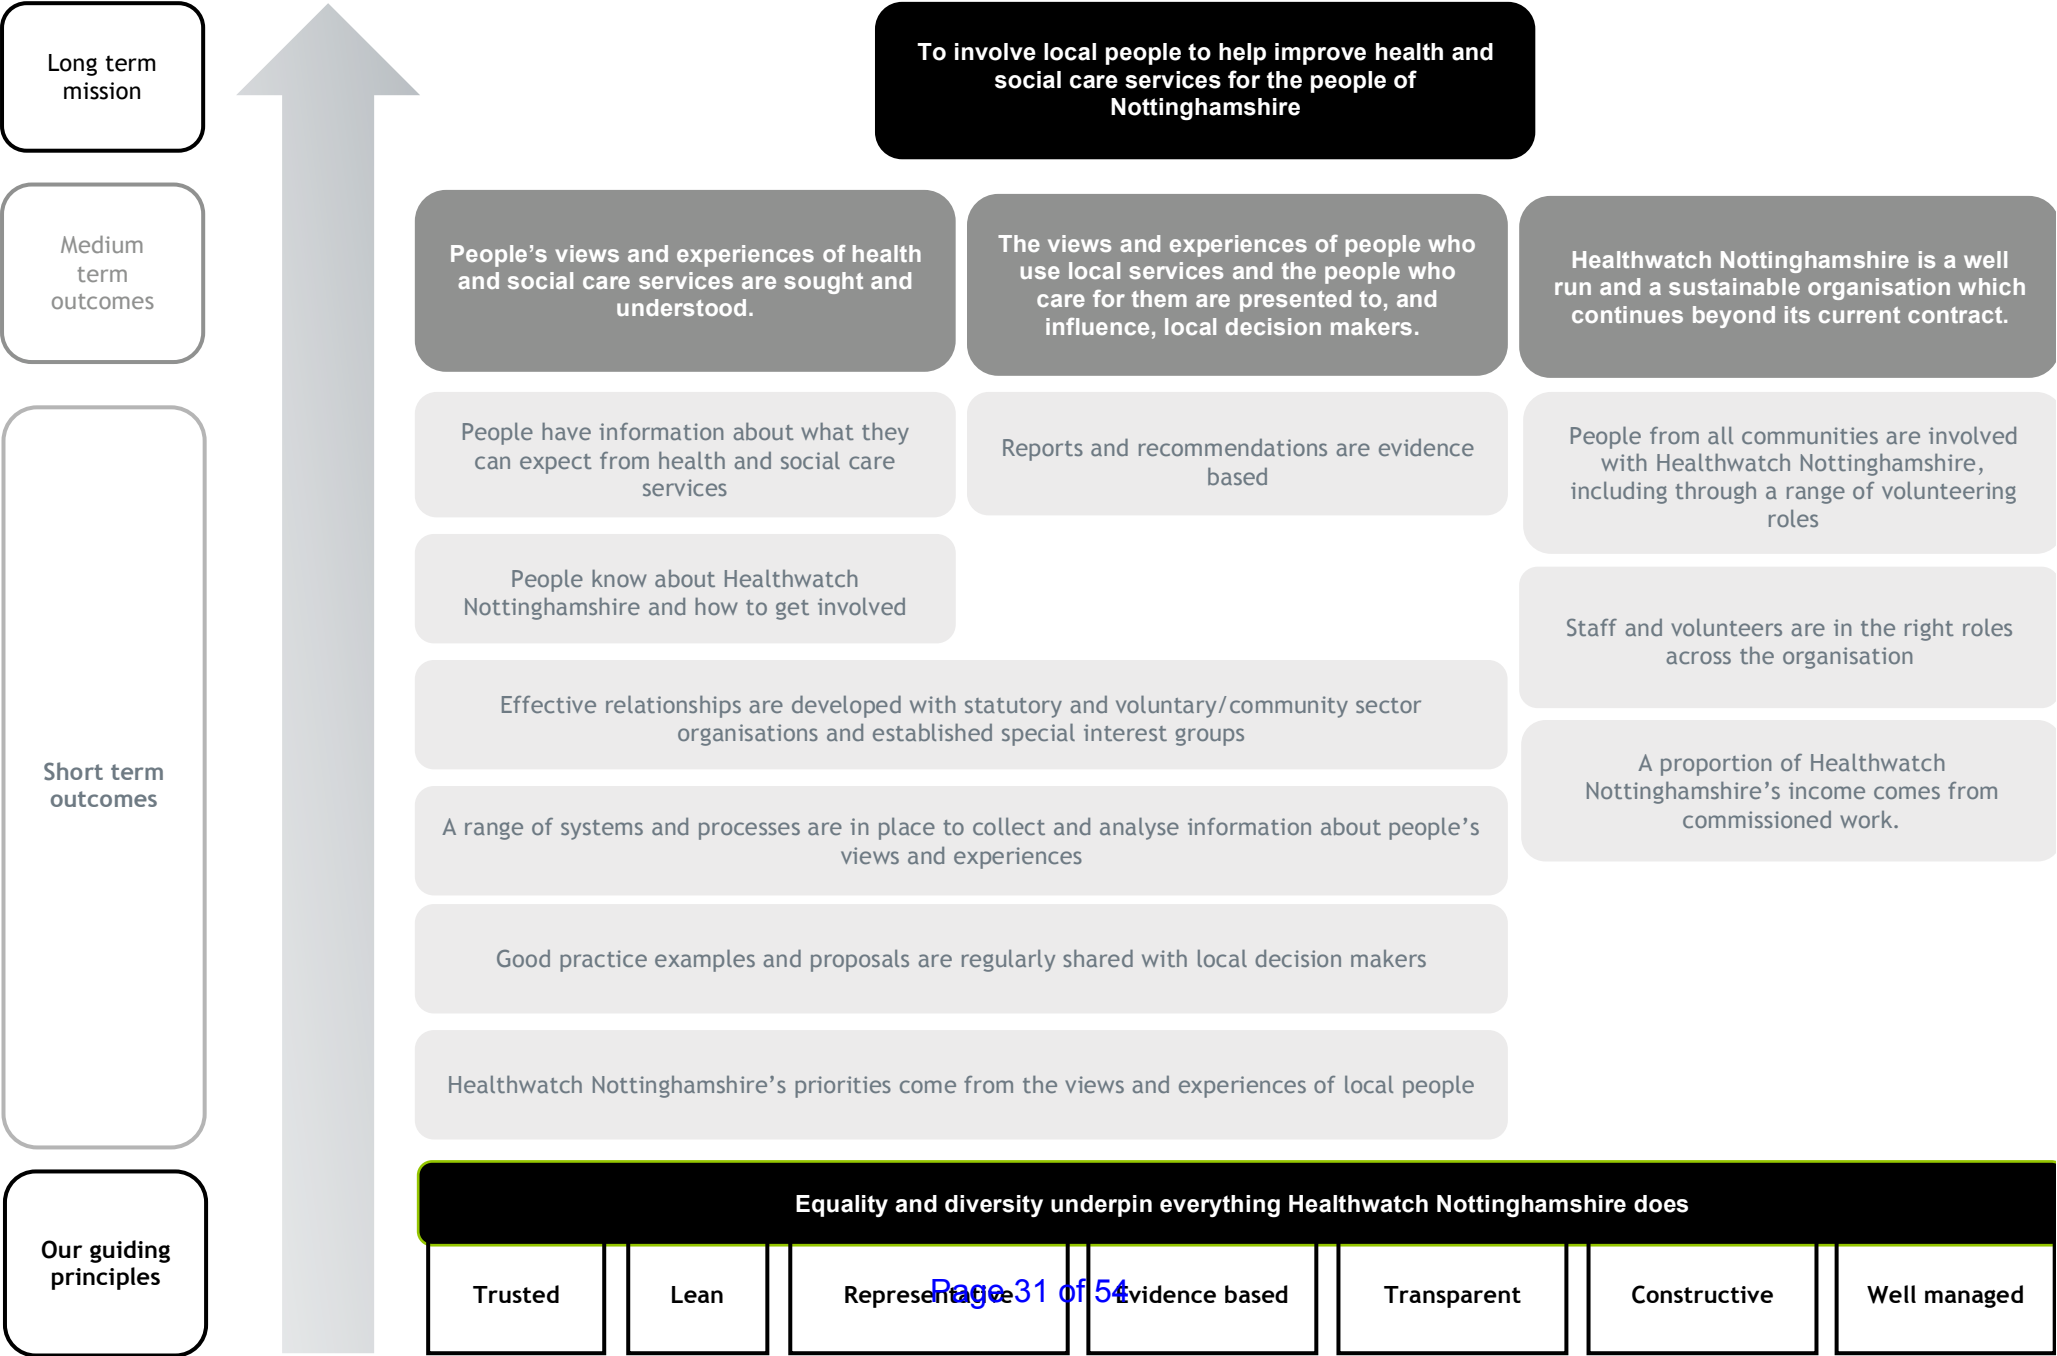 Long term
mission
To involve local people to help improve health and
social care services for the people of
Nottinghamshire
Medium
term
outcomes
People’s views and experiences of health
and social care services are sought and
understood.
The views and experiences of people who
use local services and the people who
care for them are presented to, and
influence, local decision makers.
Healthwatch Nottinghamshire is a well
run and a sustainable organisation which
continues beyond its current contract.
Short term
outcomes
People have information about what they
can expect from health and social care
services
Reports and recommendations are evidence
based
People from all communities are involved
with Healthwatch Nottinghamshire,
including through a range of volunteering
roles
People know about Healthwatch
Nottinghamshire and how to get involved
Staff and volunteers are in the right roles
across the organisation
Effective relationships are developed with statutory and voluntary/community sector
organisations and established special interest groups
A proportion of Healthwatch
Nottinghamshire’s income comes from
commissioned work.
A range of systems and processes are in place to collect and analyse information about people’s
views and experiences
Good practice examples and proposals are regularly shared with local decision makers
Healthwatch Nottinghamshire’s priorities come from the views and experiences of local people
Our guiding
principles
Equality and diversity underpin everything Healthwatch Nottinghamshire does
Trusted
Lean
Representative
Evidence based
Transparent
Constructive
Well managed
Page 31 of 54